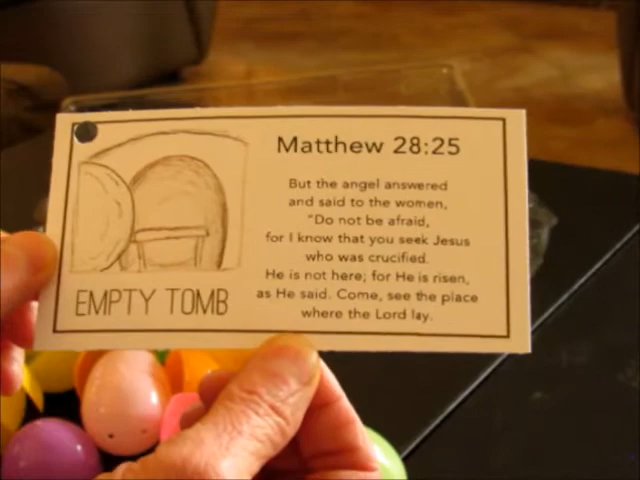 Matthew 28:25
But the angel answered
and said to the women,
"Do not be afraid,
for I know that you seek Jesus
who was crucified.
He is not here; for He is risen,
as He said. Come, see the place
where the Lord lay.
EMPTY TOMB